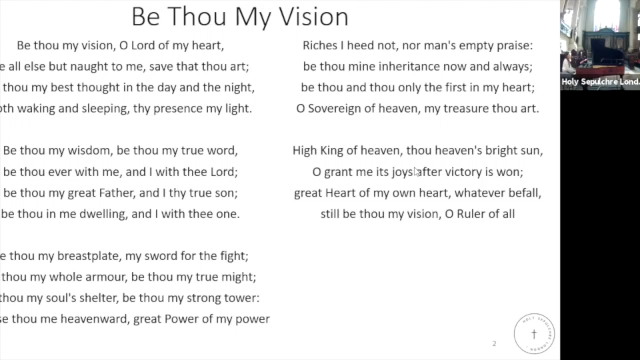 Be Thou My Vision
Be thou my vision, O Lord of my heart,
all else but naught to me, save that thou art;
thou my best thought in the day and the night,
waking and sleeping, thy presence my light.
Be thou my wisdom, be thou my true word,
be thou ever with me, and I with thee Lord;
be thou my great Father, and I thy true son;
be thou in me dwelling, and I with thee one.
thou my breastplate, my sword for the fight;
thou my whole armour, be thou my true might;
thou my soul's shelter, be thou my strong tower:
thou me heavenward, great Power of my power
Riches I heed not, nor man's empty praise:
be thou mine inheritance now and always;
be thou and thou only the first in my heart;
O Sovereign of heaven, my treasure thou art.
High King of heaven, thou heaven's bright sun,
O grant me its joys after victory is won;
great Heart of my own heart, whatever befall,
still be thou my vision, O Ruler of all
2
HOLY SEPULCHRE LONDON
Holy Sepulchre Lond...